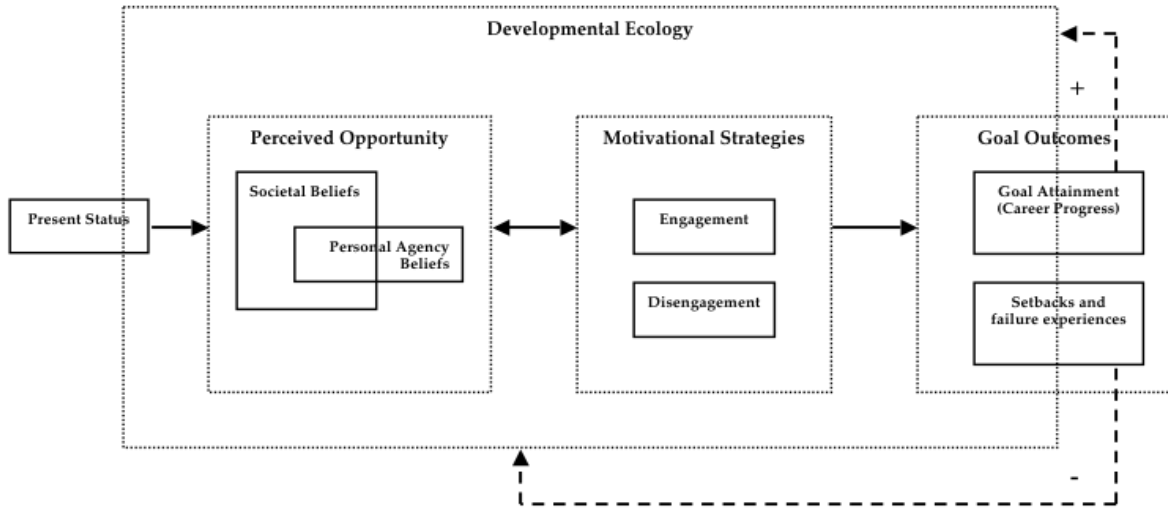 Developmental Ecology
+
Perceived Opportunity
Motivational Strategies
Goal Outcomes
Societal Beliefs
Goal Attainment
(Career Progress)
Present Status
Engagement
Personal Agency
Beliefs
Disengagement
Setbacks and
failure experiences
-